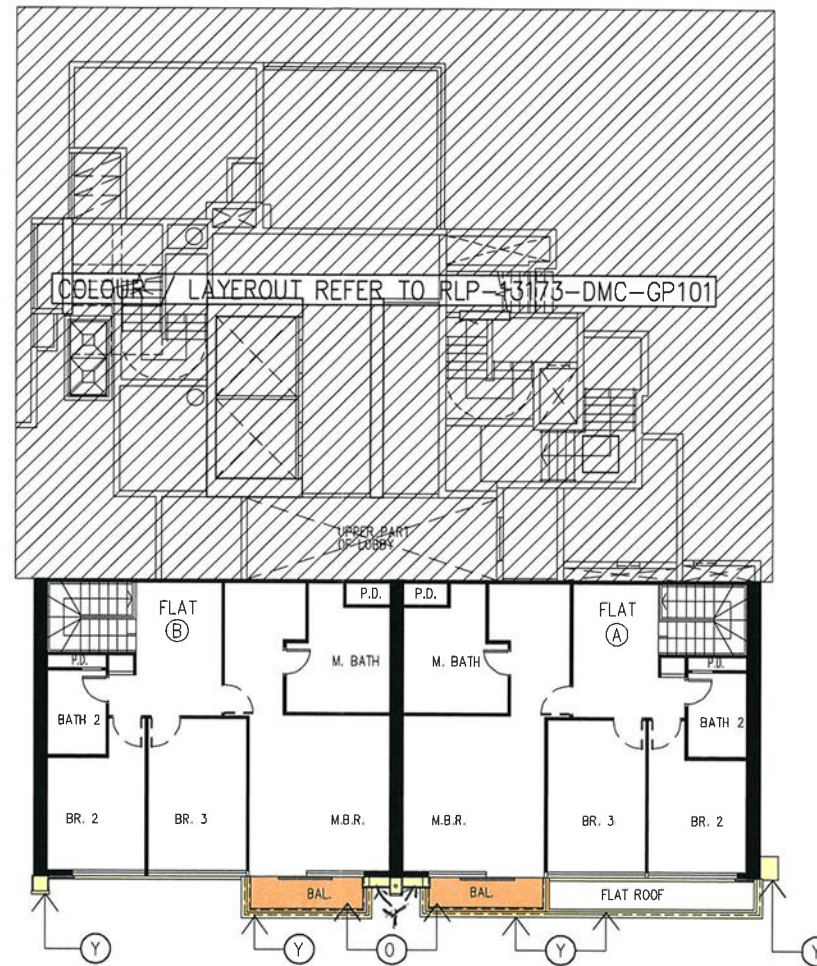 COLOUR / LAYEROUT REFER TO RLP-13173-DMC-GP101
UPPER PART
OF LOBBY
P.D. P.D.
FLAT
B
FLAT
A
P.D.
M. BATH
M. BATH
P.D.
BATH 2
BATH 2
BR. 2
BR. 3
M.B.R.
M.B.R.
BR. 3
BR. 2
BAL.
BAL.
FLAT ROOF
Y
Y
Y
O
Y
Y